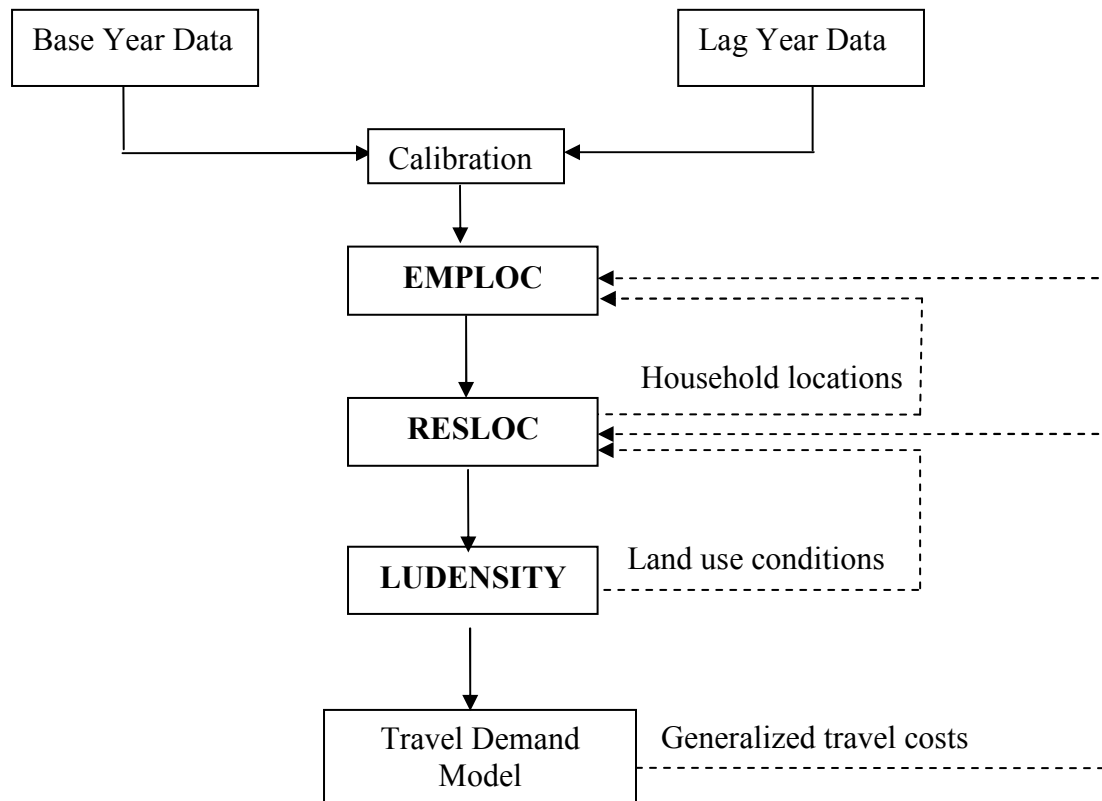 Base Year Data
Lag Year Data
Calibration
EMPLOC
Household locations
RESLOC
Land use conditions
LUDENSITY
Travel Demand
Model
Generalized travel costs